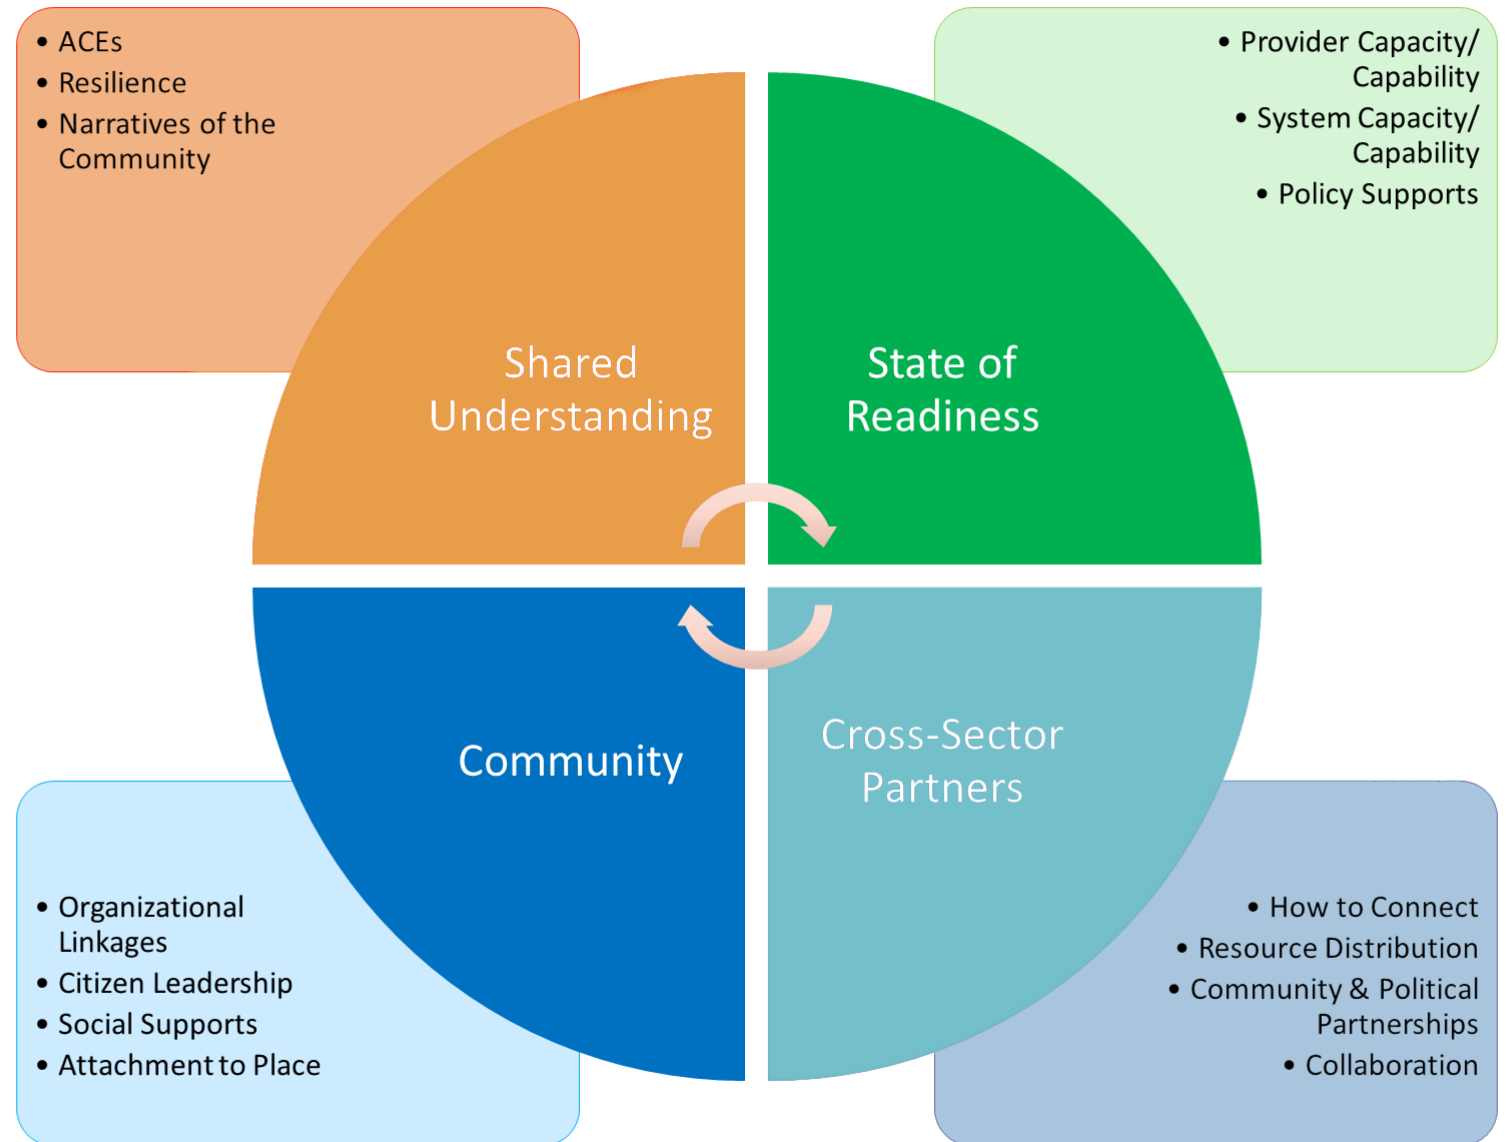 • ACEs
• Resilience
• Narratives of the
Community
• Provider Capacity/
Capability
• System Capacity/
Capability
• Policy Supports
Shared
Understanding
State of
Readiness
Community
Cross-Sector
Partners
• Organizational
Linkages
• Citizen Leadership
• Social Supports
• Attachment to Place
• How to Connect
• Resource Distribution
• Community & Political
Partnerships
• Collaboration